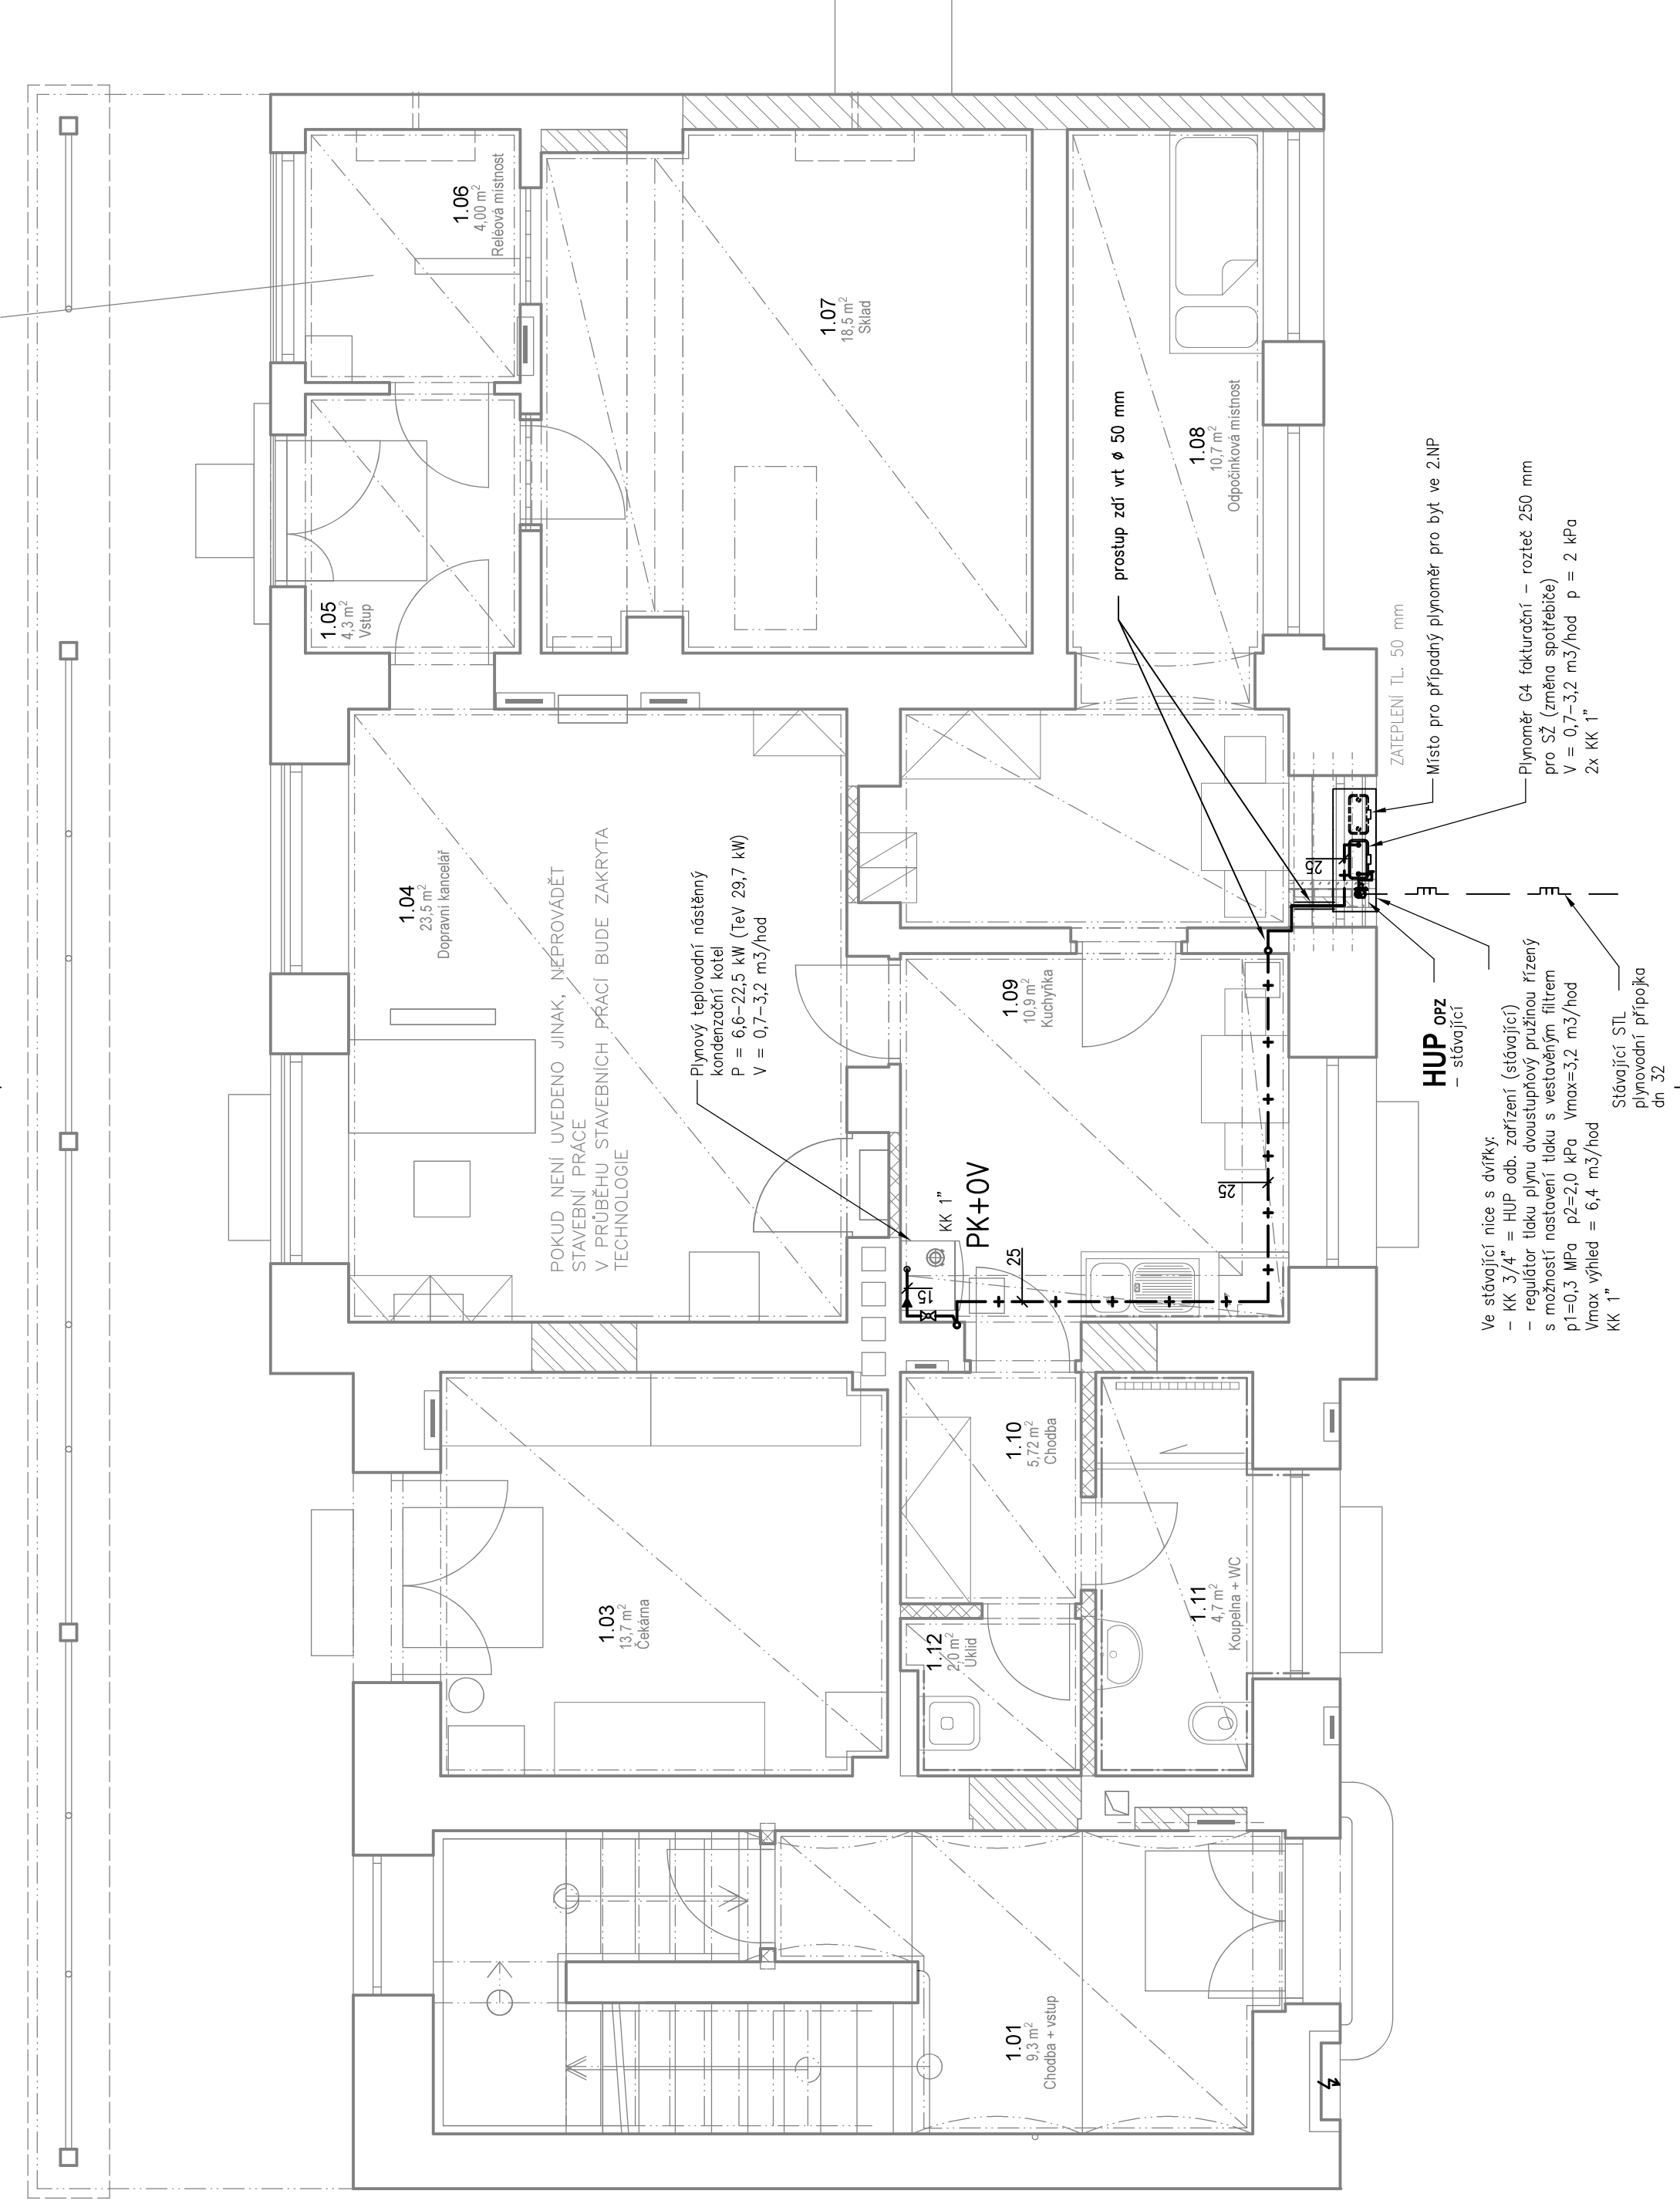 1.06
4,00 m²
Reléová místnost
1.05
4,3 m²
Vstup
1.07
18,5 m²
Sklad
1.08
10,7 m²
Odpočinková místnost
1.04
23,5 m²
Dopravní kancelář
POKUD NENÍ UVEDENO JINAK, NEPROVÁDĚT
STAVEBNÍ PRÁCE
V PRŮBĚHU STAVEBNÍCH PRACÍ BUDE ZAKRYTA
TECHNOLOGIE
Plynový teplovodní nástěnný
kondenzační kotel
P = 6,6–22,5 kW (TeV 29,7 kW)
V = 0,7–3,2 m3/hod
prostup zdí vrt ø 50 mm
1.09
10,9 m²
Kuchyňka
KK 1"
PK+OV
15
25
25
25
ZATEPLENÍ TL. 50 mm
Místo pro případný plynoměr pro byt ve 2.NP
Plynoměr G4 fakturační – rozteč 250 mm
pro SŽ (změna spotřebiče)
V = 0,7–3,2 m3/hod p = 2 kPa
2x KK 1"
HUP OPZ
– stávající
Ve stávající nice s dvířky:
– KK 3/4" = HUP odb. zařízení (stávající)
– regulátor tlaku plynu dvoustupňový pružinou řízený
s možností nastavení tlaku s vestavěným filtrem
p1=0,3 MPa p2=2,0 kPa Vmax=3,2 m3/hod
Vmax výhled = 6,4 m3/hod
KK 1"
Stávající STL
plynovodní přípojka
dn 32
1.03
13,7 m²
Čekárna
1.10
5,72 m²
Chodba
1.12
2,0 m²
Úklid
1.11
4,7 m²
Koupelna + WC
1.01
9,3 m²
Chodba + vstup